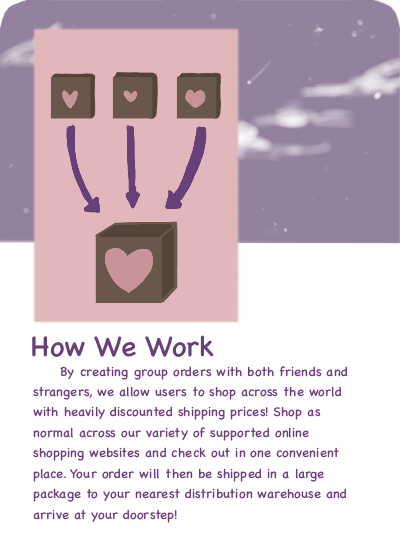 How We Work
By creating group orders with both friends and
strangers, we allow users to shop across the world
with heavily discounted shipping prices! Shop as
normal across our variety of supported online
shopping websites and check out in one convenient
place. Your order will then be shipped in a large
package to your nearest distribution warehouse and
arrive at your doorstep!